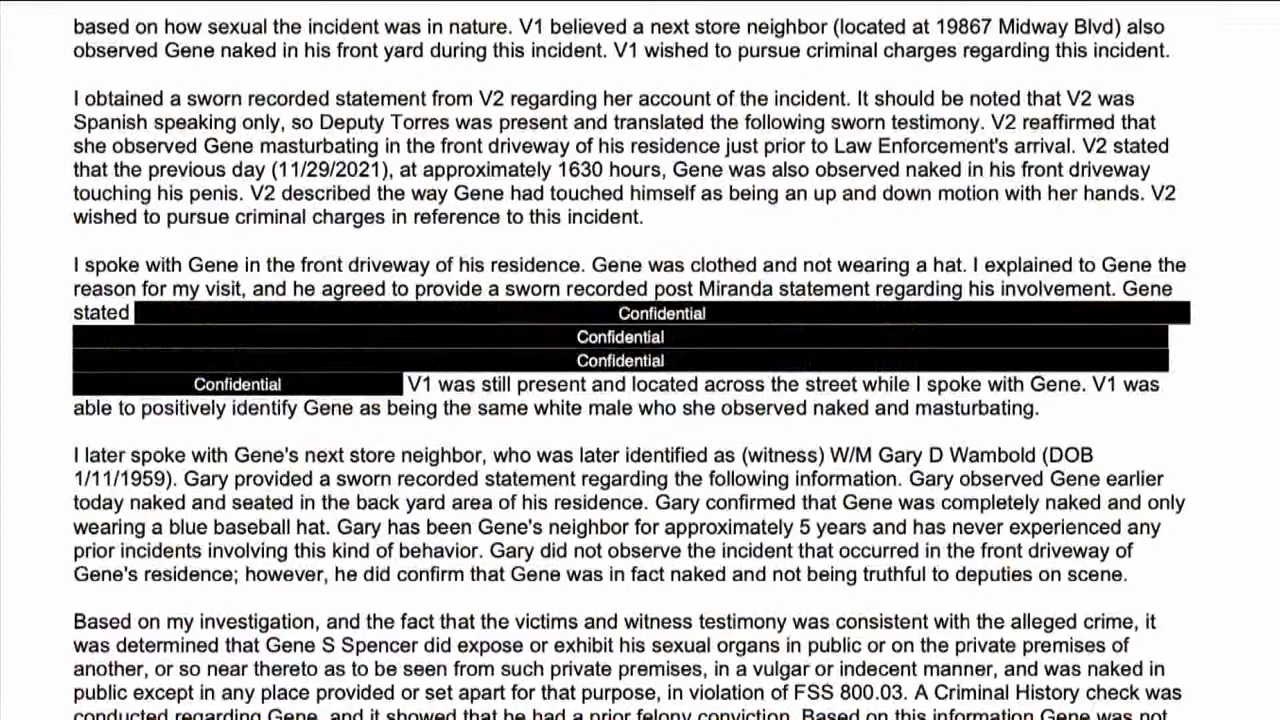 based on how sexual the incident was in nature. V1 believed a next store neighbor (located at 19867 Midway Blvd) also
observed Gene naked in his front yard during this incident. V1 wished to pursue criminal charges regarding this incident.
I obtained a sworn recorded statement from V2 regarding her account of the incident. It should be noted that V2 was
Spanish speaking only, so Deputy Torres was present and translated the following sworn testimony. V2 reaffirmed that
she observed Gene masturbating in the front driveway of his residence just prior to Law Enforcement's arrival. V2 stated
that the previous day (11/29/2021), at approximately 1630 hours, Gene was also observed naked in his front driveway
touching his penis. V2 described the way Gene had touched himself as being an up and down motion with her hands. V2
wished to pursue criminal charges in reference to this incident.
I spoke with Gene in the front driveway of his residence. Gene was clothed and not wearing a hat. I explained to Gene the
reason for my visit, and he agreed to provide a sworn recorded post Miranda statement regarding his involvement. Gene
stated Confidential
Confidential
Confidential
Confidential V1 was still present and located across the street while I spoke with Gene. V1 was
able to positively identify Gene as being the same white male who she observed naked and masturbating.
I later spoke with Gene's next store neighbor, who was later identified as (witness) W/M Gary D Wambold (DOB
1/11/1959). Gary provided a sworn recorded statement regarding the following information. Gary observed Gene earlier
today naked and seated in the back yard area of his residence. Gary confirmed that Gene was completely naked and only
wearing a blue baseball hat. Gary has been Gene's neighbor for approximately 5 years and has never experienced any
prior incidents involving this kind of behavior. Gary did not observe the incident that occurred in the front driveway of
Gene's residence; however, he did confirm that Gene was in fact naked and not being truthful to deputies on scene.
Based on my investigation, and the fact that the victims and witness testimony was consistent with the alleged crime, it
was determined that Gene S Spencer did expose or exhibit his sexual organs in public or on the private premises of
another, or so near thereto as to be seen from such private premises, in a vulgar or indecent manner, and was naked in
public except in any place provided or set apart for that purpose, in violation of FSS 800.03. A Criminal History check was
conducted regarding Gene, and it showed that he had a prior felony conviction. Based on this information Gene was not